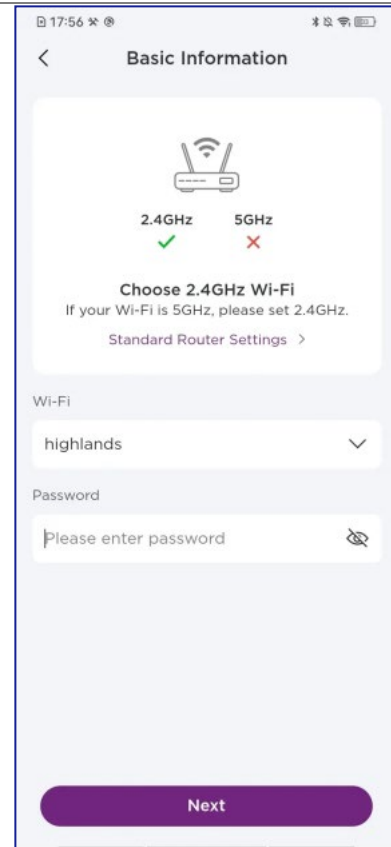 17:56
Basic Information
2.4GHz 5GHz
Choose 2.4GHz Wi-Fi
If your Wi-Fi is 5GHz, please set 2.4GHz.
Standard Router Settings >
Wi-Fi
highlands
Password
Please enter password
Next